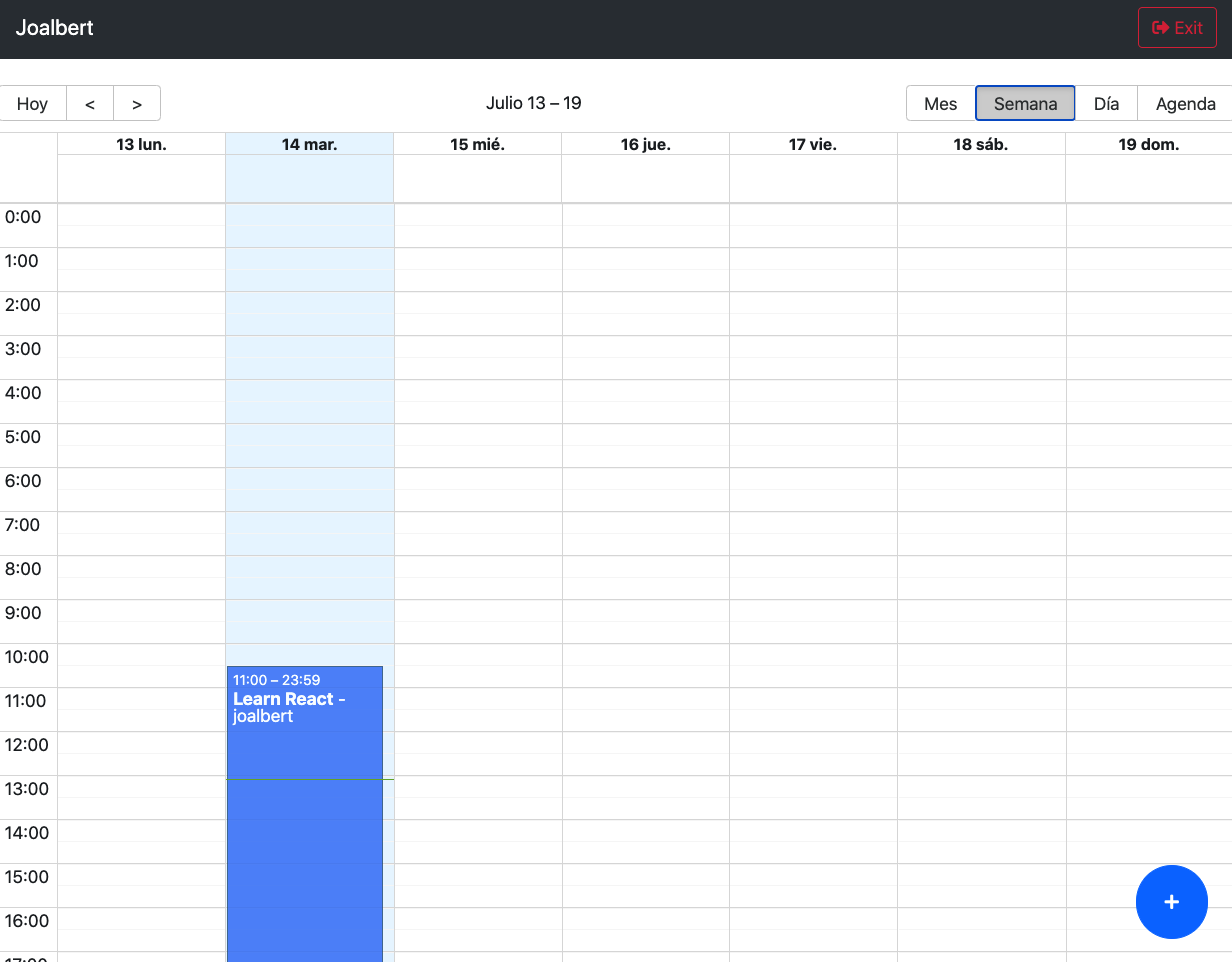 Joalbert
Exit
Hoy < > Julio 13 – 19 Mes Semana Día Agenda
13 lun. 14 mar. 15 mié. 16 jue. 17 vie. 18 sáb. 19 dom.
0:00
1:00
2:00
3:00
4:00
5:00
6:00
7:00
8:00
9:00
10:00
11:00 – 23:59
Learn React -
11:00
joalbert
12:00
13:00
14:00
15:00
+
16:00
17:00